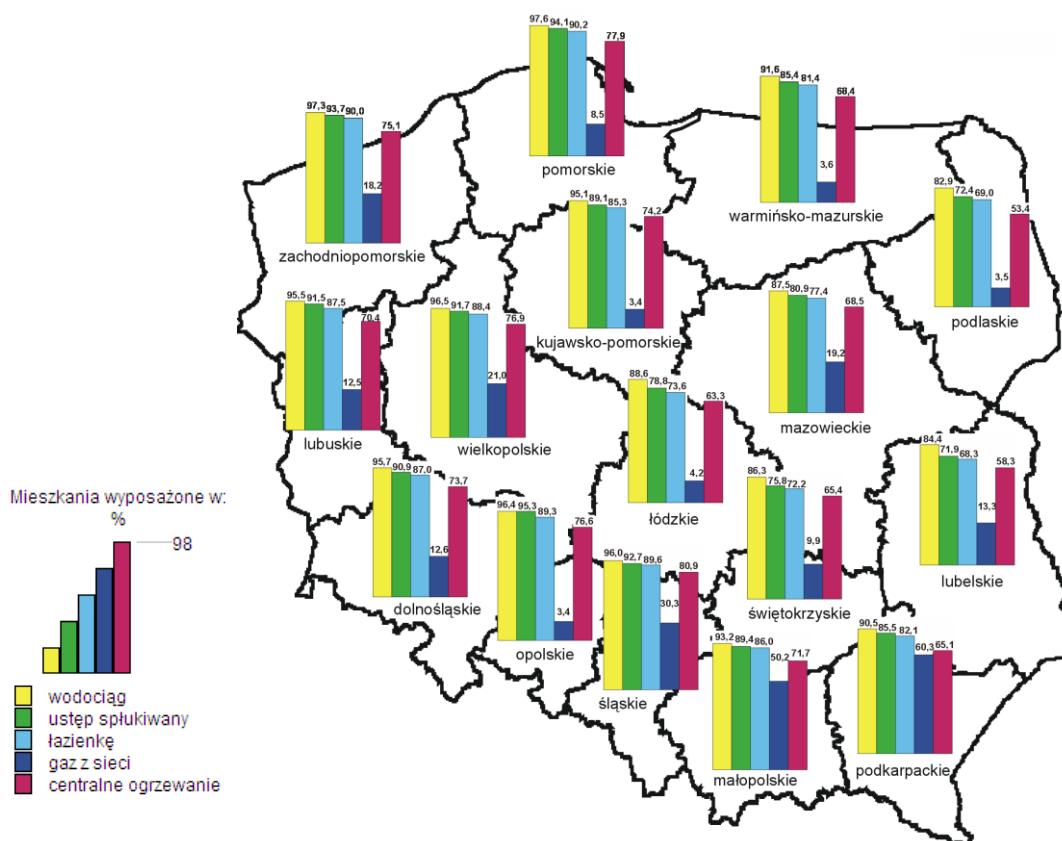 97,6 94,1 90,2 8,5 77,9
pomorskie
91,6 85,4 81,4 3,6 68,4
warmińsko-mazurskie
97,3 93,7 90,0 18,2 75,1
zachodniopomorskie
95,1 89,1 85,3 3,4 74,2
kujawsko-pomorskie
82,9 72,4 69,0 3,5 53,4
podlaskie
95,5 91,5 87,5 12,5 70,4
lubuskie
96,5 91,7 88,4 21,0 76,9
wielkopolskie
87,5 80,9 77,4 19,2 68,5
mazowieckie
88,6 78,8 73,6 4,2 63,3
łódzkie
95,7 90,9 87,0 12,6 73,7
dolnośląskie
96,4 95,3 89,3 3,4 76,6
opolskie
86,3 75,8 72,2 9,9 65,4
świętokrzyskie
84,4 71,9 68,3 13,3 58,3
lubelskie
96,0 92,7 89,6 30,3 80,9
śląskie
93,2 89,4 86,0 50,2 71,7
małopolskie
90,5 85,5 82,1 60,3 65,1
podkarpackie
Mieszkania wyposażone w:
%
98
wodociąg
ustęp spłukiwany
łazienkę
gaz z sieci
centralne ogrzewanie